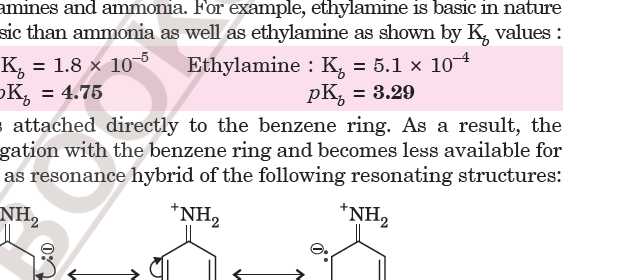 amines and ammonia. For example, ethylamine is basic in nature
sic than ammonia as well as ethylamine as shown by K_b values :
K_b = 1.8 × 10^–5 Ethylamine : K_b = 5.1 × 10^–4
pK_b = 4.75 pK_b = 3.29
s attached directly to the benzene ring. As a result, the
gation with the benzene ring and becomes less available for
as resonance hybrid of the following resonating structures:
NH_2 ^+NH_2 ^+NH_2